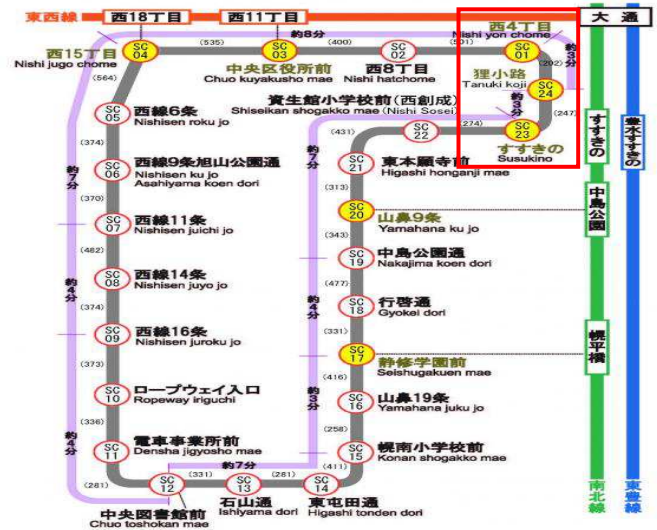 東西線
西18丁目
西11丁目
大通
約8分
西15丁目
Nishi jugo chome
SC
04
(535)
SC
03
中央区役所前
Chuo kuyakusho mae
(400)
SC
02
西8丁目
Nishi hatchome
(501)
西4丁目
Nishi yon chome
SC
01
約3分
(202)
狸小路
Tanuki koji
SC
24
約3分
(247)
資生館小学校前(西創成)
Shiseikan shogakko mae (Nishi Sosei)
SC
22
(274)
SC
23
すすきの
Susukino
(564)
SC
05
西線6条
Nishisen roku jo
(374)
SC
06
西線9条旭山公園通
Nishisen ku jo
Asahiyama koen dori
約7分
(370)
SC
07
西線11条
Nishisen juichi jo
(482)
SC
08
西線14条
Nishisen juyo jo
(374)
SC
09
西線16条
Nishisen juroku jo
(373)
SC
10
ロープウェイ入口
Ropeway iriguchi
約4分
(336)
SC
11
電車事業所前
Densha jigyosho mae
(281)
SC
12
中央図書館前
Chuo toshokan mae
約7分
(331)
SC
13
石山通
Ishiyama dori
(281)
SC
14
東屯田通
Higashi tonden dori
(411)
(431)
約7分
SC
21
東本願寺前
Higashi honganji mae
(313)
SC
20
山鼻9条
Yamahana ku jo
(343)
SC
19
中島公園通
Nakajima koen dori
約4分
(477)
SC
18
行啓通
Gyokei dori
(331)
SC
17
静修学園前
Seishugakuen mae
(416)
約3分
SC
16
山鼻19条
Yamahana juku jo
(258)
SC
15
幌南小学校前
Konan shogakko mae
すすきの
豊水すすきの
中島公園
幌平橋
南北線
東豊線